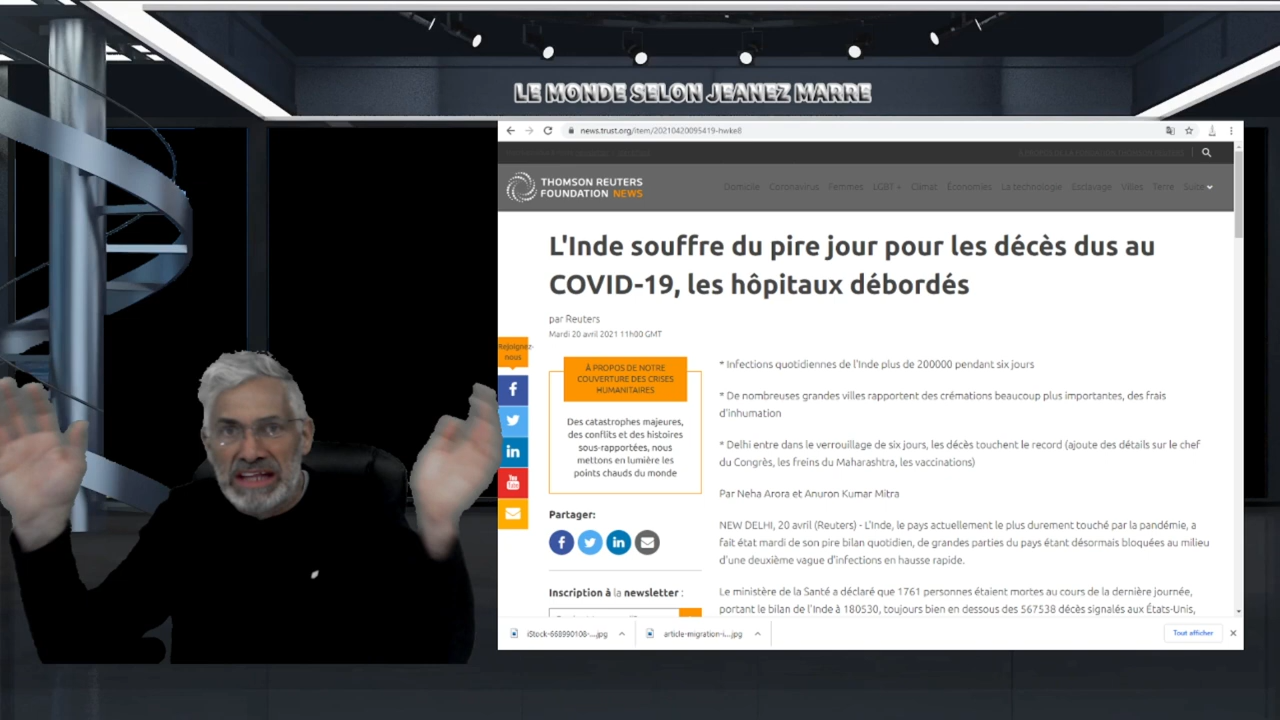 LE MONDE SELON JEANEZ MARRE
news.trust.org/item/20210420095419-hwke8
THOMSON REUTERS
FOUNDATION NEWS
Domicile Coronavirus Femmes LGBT + Climat Économies La technologie Esclavage Villes Terre Suite
L'Inde souffre du pire jour pour les décès dus au
COVID-19, les hôpitaux débordés
par Reuters
Mardi 20 avril 2021 11h00 GMT
Rejoignez-
nous
À PROPOS DE NOTRE
COUVERTURE DES CRISES
HUMANITAIRES
Des catastrophes majeures,
des conflits et des histoires
sous-rapportées, nous
mettons en lumière les
points chauds du monde
Partager:
Inscription à la newsletter :
* Infections quotidiennes de l'Inde plus de 200000 pendant six jours
* De nombreuses grandes villes rapportent des crémations beaucoup plus importantes, des frais
d'inhumation
* Delhi entre dans le verrouillage de six jours, les décès touchent le record (ajoute des détails sur le chef
du Congrès, les freins du Maharashtra, les vaccinations)
Par Neha Arora et Anuron Kumar Mitra
NEW DELHI, 20 avril (Reuters) - L'Inde, le pays actuellement le plus durement touché par la pandémie, a
fait état mardi de son pire bilan quotidien, de grandes parties du pays étant désormais bloquées au milieu
d'une deuxième vague d'infections en hausse rapide.
Le ministère de la Santé a déclaré que 1761 personnes étaient mortes au cours de la dernière journée,
portant le bilan de l'Inde à 180530, toujours bien en dessous des 567538 décès signalés aux États-Unis,
iStock-668990108-....jpg
article-migration-i....jpg
Tout afficher